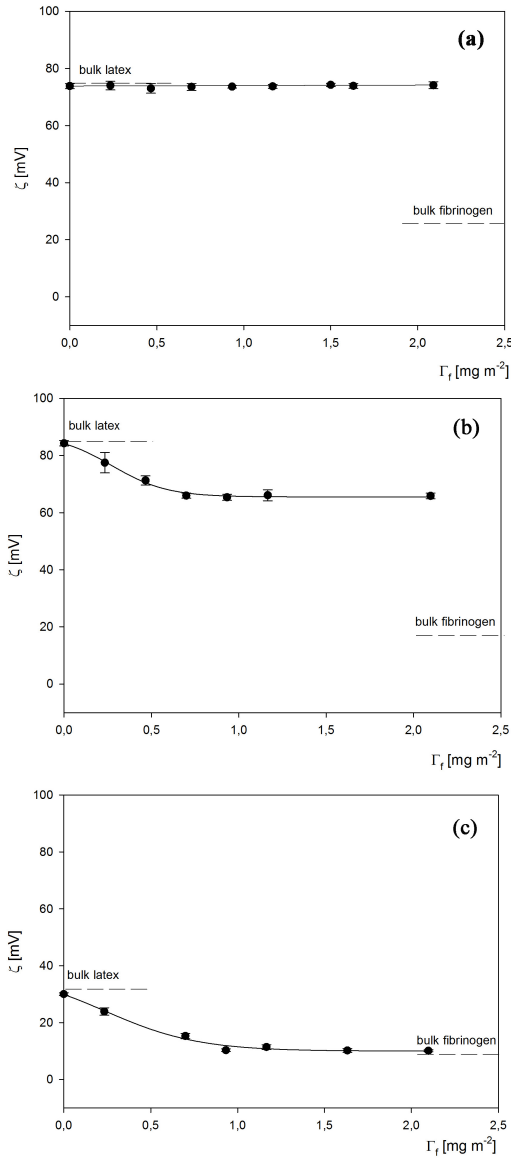 (a)
100
80
60
40
20
0
ζ [mV]
bulk latex
bulk fibrinogen
0,0 0,5 1,0 1,5 2,0 2,5
Γf [mg m-2]
(b)
100
80
60
40
20
0
ζ [mV]
bulk latex
bulk fibrinogen
0,0 0,5 1,0 1,5 2,0 2,5
Γf [mg m-2]
(c)
100
80
60
40
20
0
ζ [mV]
bulk latex
bulk fibrinogen
0,0 0,5 1,0 1,5 2,0 2,5
Γf [mg m-2]